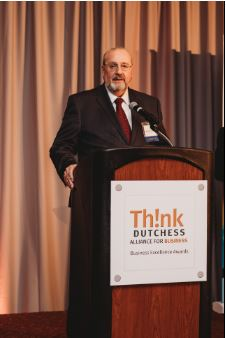 Th!nk
DUTCHESS
ALLIANCE FOR BUSINESS
Business Excellence Awards